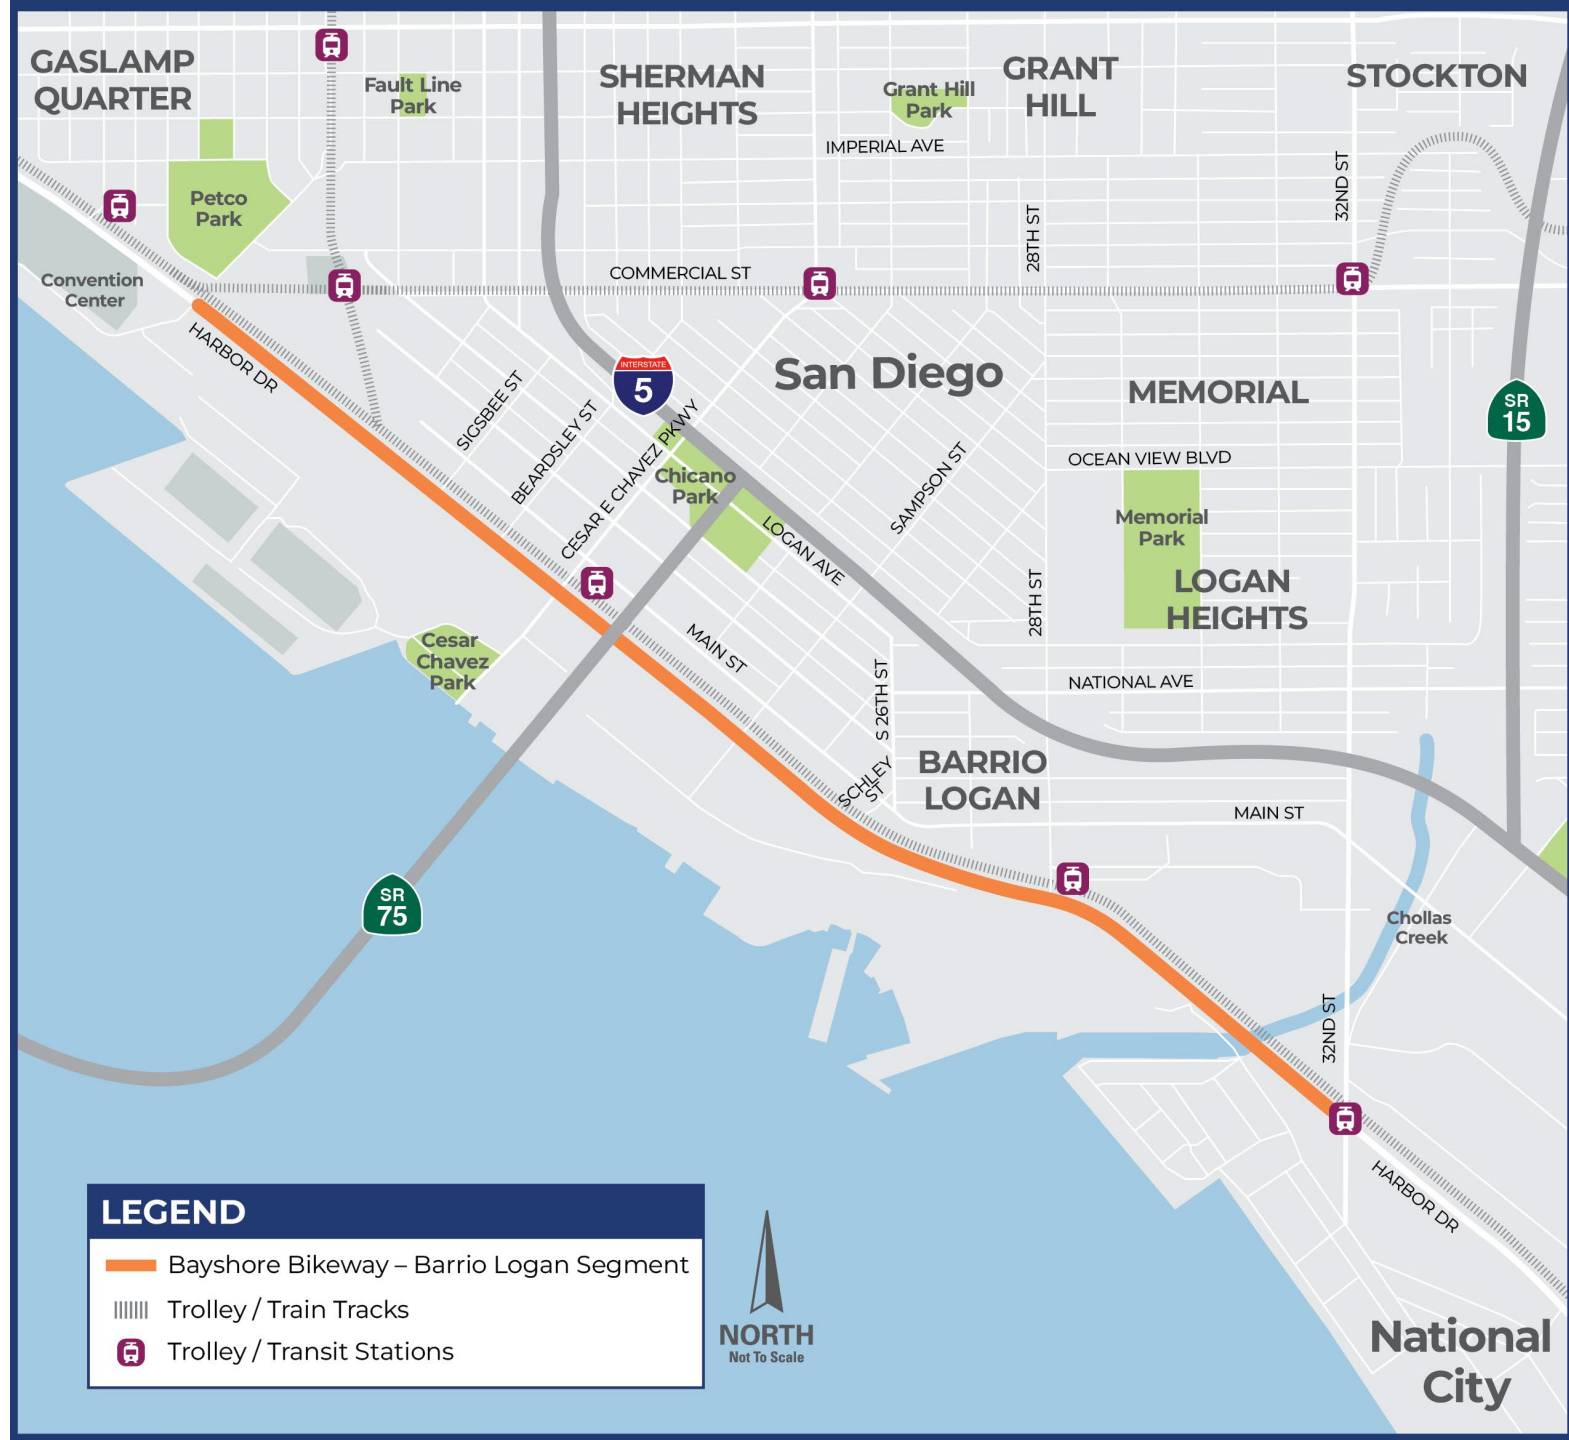 GASLAMP
QUARTER
Fault Line
Park
SHERMAN
HEIGHTS
Grant Hill
Park
GRANT
HILL
STOCKTON
IMPERIAL AVE
Petco
Park
28TH ST
32ND ST
Convention
Center
COMMERCIAL ST
HARBOR DR
INTERSTATE
5
San Diego
MEMORIAL
SR
15
SIGSBEE ST
BEARDSLEY ST
CESAR E CHAVEZ PKWY
Chicano
Park
LOGAN AVE
SAMPSON ST
OCEAN VIEW BLVD
Memorial
Park
LOGAN
HEIGHTS
28TH ST
Cesar
Chavez
Park
MAIN ST
S 26TH ST
NATIONAL AVE
SCHLEY
ST
BARRIO
LOGAN
MAIN ST
SR
75
Chollas
Creek
32ND ST
HARBOR DR
LEGEND
Bayshore Bikeway – Barrio Logan Segment
Trolley / Train Tracks
Trolley / Transit Stations
NORTH
Not To Scale
National
City